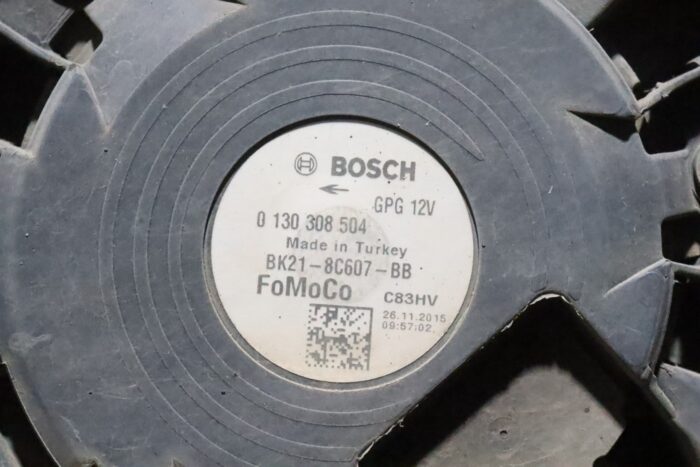 BOSCH
GPG 12V
0 130 308 504
Made in Turkey
BK21-8C607-BB
FoMoCo C83HV
26.11.2015
09:57:02.